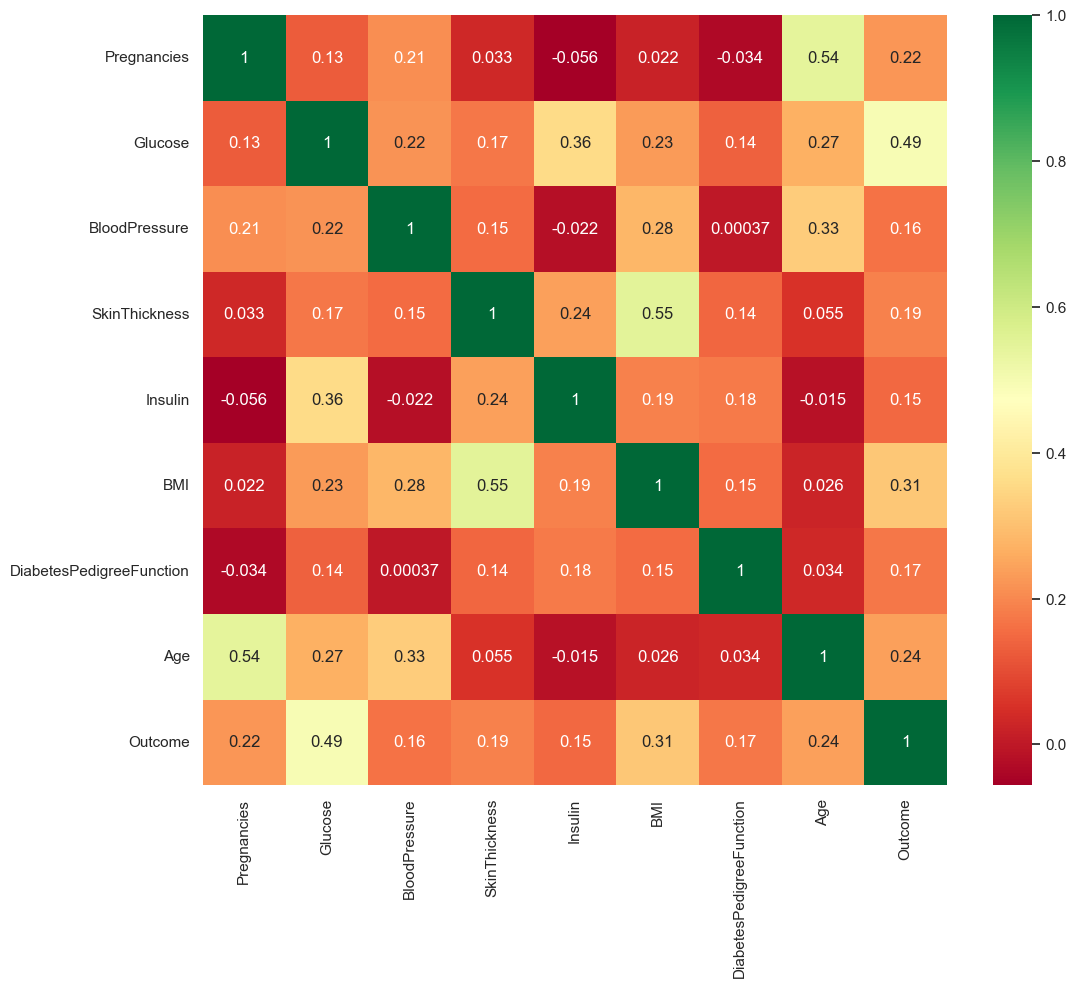 Pregnancies 1 0.13 0.21 0.033 -0.056 0.022 -0.034 0.54 0.22
Glucose 0.13 1 0.22 0.17 0.36 0.23 0.14 0.27 0.49
BloodPressure 0.21 0.22 1 0.15 -0.022 0.28 0.00037 0.33 0.16
SkinThickness 0.033 0.17 0.15 1 0.24 0.55 0.14 0.055 0.19
Insulin -0.056 0.36 -0.022 0.24 1 0.19 0.18 -0.015 0.15
BMI 0.022 0.23 0.28 0.55 0.19 1 0.15 0.026 0.31
DiabetesPedigreeFunction -0.034 0.14 0.00037 0.14 0.18 0.15 1 0.034 0.17
Age 0.54 0.27 0.33 0.055 -0.015 0.026 0.034 1 0.24
Outcome 0.22 0.49 0.16 0.19 0.15 0.31 0.17 0.24 1
Pregnancies
Glucose
BloodPressure
SkinThickness
Insulin
BMI
DiabetesPedigreeFunction
Age
Outcome
1.0
0.8
0.6
0.4
0.2
0.0